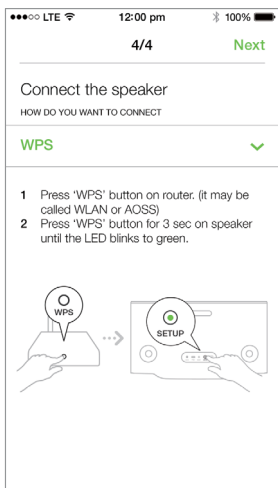 LTE 12:00 pm 100%
4/4 Next
Connect the speaker
HOW DO YOU WANT TO CONNECT
WPS
1 Press 'WPS' button on router. (it may be
called WLAN or AOSS)
2 Press 'WPS' button for 3 sec on speaker
until the LED blinks to green.
WPS
SETUP